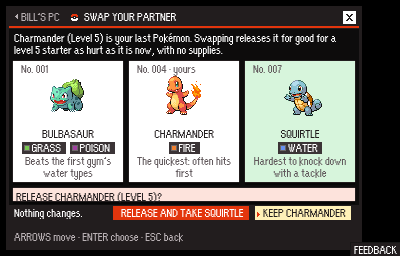 BILL'S PC SWAP YOUR PARTNER
Charmander (Level 5) is your last Pokémon. Swapping releases it for good for a
level 5 starter as hurt as it is now, with no supplies.
No. 001
BULBASAUR
GRASS POISON
Beats the first gym's
water types
No. 004 · yours
CHARMANDER
FIRE
The quickest: often hits
first
No. 007
SQUIRTLE
WATER
Hardest to knock down
with a tackle
RELEASE CHARMANDER (LEVEL 5)?
Nothing changes.
RELEASE AND TAKE SQUIRTLE
KEEP CHARMANDER
ARROWS move · ENTER choose · ESC back
FEEDBACK